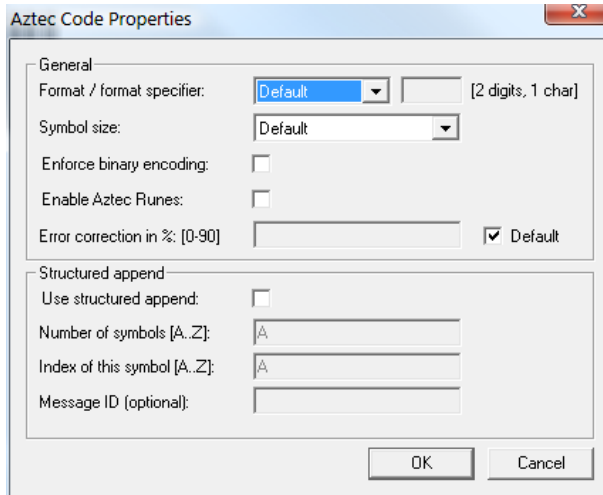 Aztec Code Properties
General
Format / format specifier: Default [2 digits, 1 char]
Symbol size: Default
Enforce binary encoding:
Enable Aztec Runes:
Error correction in %: [0-90] Default
Structured append
Use structured append:
Number of symbols [A..Z]: A
Index of this symbol [A..Z]: A
Message ID (optional):
OK Cancel